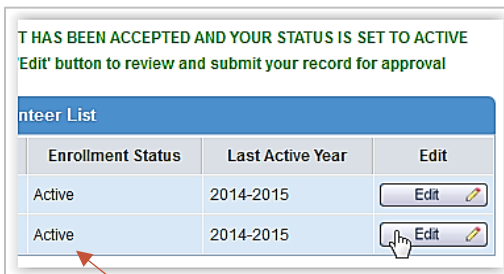 T HAS BEEN ACCEPTED AND YOUR STATUS IS SET TO ACTIVE
'Edit' button to review and submit your record for approval
nteer List
Enrollment Status Last Active Year Edit
Active 2014-2015 Edit
Active 2014-2015 Edit